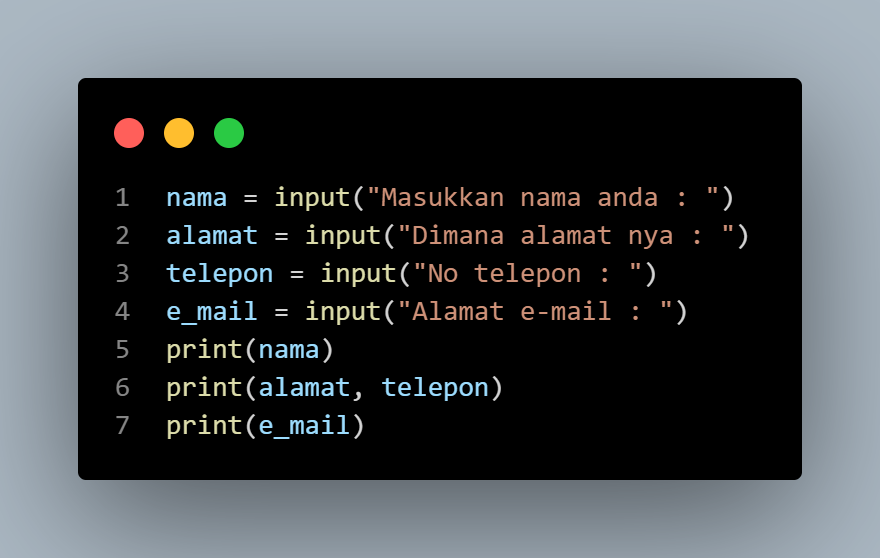 1 nama = input("Masukkan nama anda : ")
2 alamat = input("Dimana alamat nya : ")
3 telepon = input("No telepon : ")
4 e_mail = input("Alamat e-mail : ")
5 print(nama)
6 print(alamat, telepon)
7 print(e_mail)